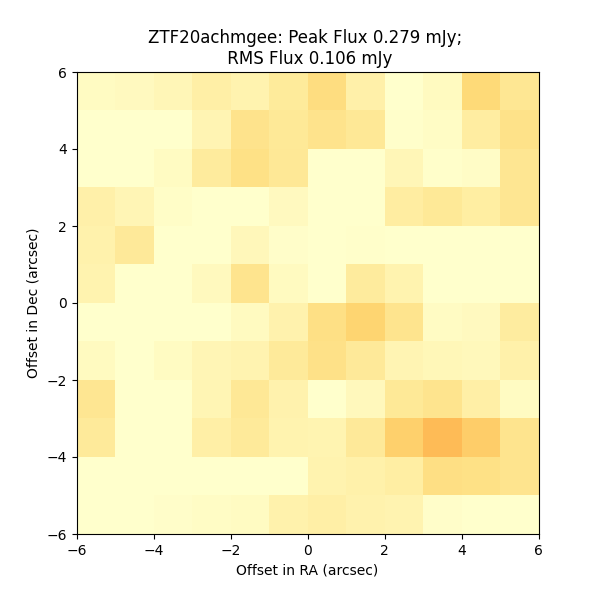 ZTF20achmgee: Peak Flux 0.279 mJy;
RMS Flux 0.106 mJy
6
4
2
0
−2
−4
−6
Offset in Dec (arcsec)
−6 −4 −2 0 2 4 6
Offset in RA (arcsec)